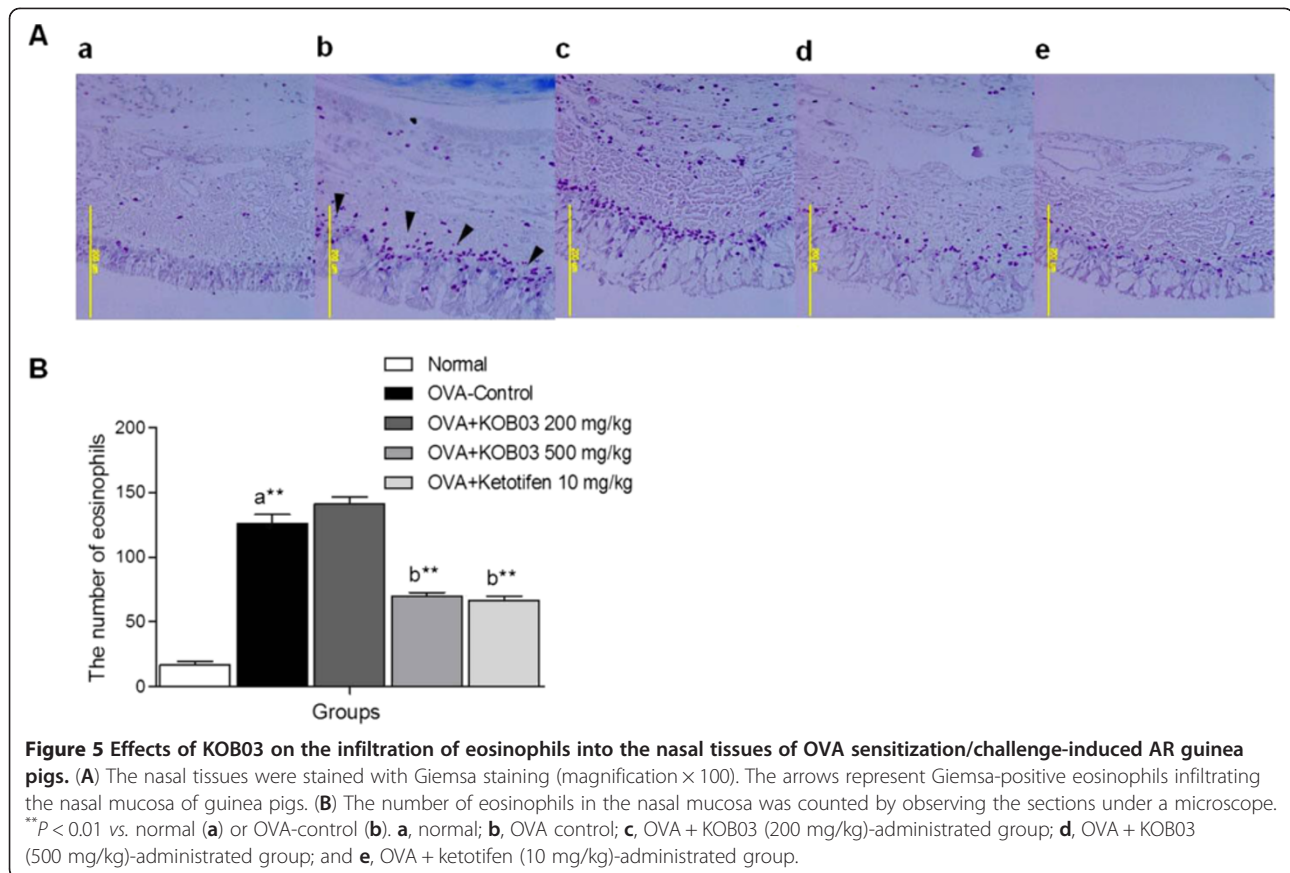 A
a
b
c
d
e
B
Normal
OVA-Control
OVA+KOB03 200 mg/kg
OVA+KOB03 500 mg/kg
OVA+Ketotifen 10 mg/kg
200
150
100
50
0
The number of eosinophils
a**
b**
b**
Groups
Figure 5 Effects of KOB03 on the infiltration of eosinophils into the nasal tissues of OVA sensitization/challenge-induced AR guinea
pigs. (A) The nasal tissues were stained with Giemsa staining (magnification × 100). The arrows represent Giemsa-positive eosinophils infiltrating
the nasal mucosa of guinea pigs. (B) The number of eosinophils in the nasal mucosa was counted by observing the sections under a microscope.
**P < 0.01 vs. normal (a) or OVA-control (b). a, normal; b, OVA control; c, OVA + KOB03 (200 mg/kg)-administrated group; d, OVA + KOB03
(500 mg/kg)-administrated group; and e, OVA + ketotifen (10 mg/kg)-administrated group.